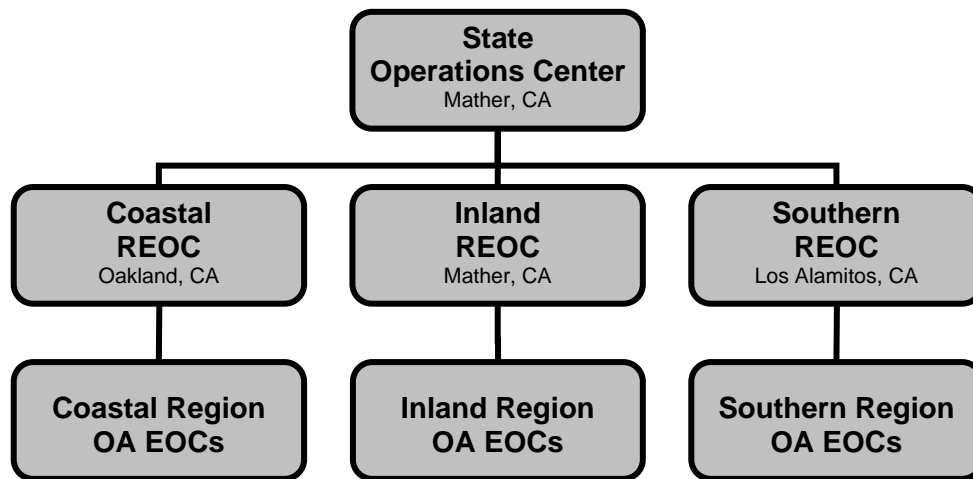 State
Operations Center
Mather, CA
Coastal
REOC
Oakland, CA
Inland
REOC
Mather, CA
Southern
REOC
Los Alamitos, CA
Coastal Region
OA EOCs
Inland Region
OA EOCs
Southern Region
OA EOCs